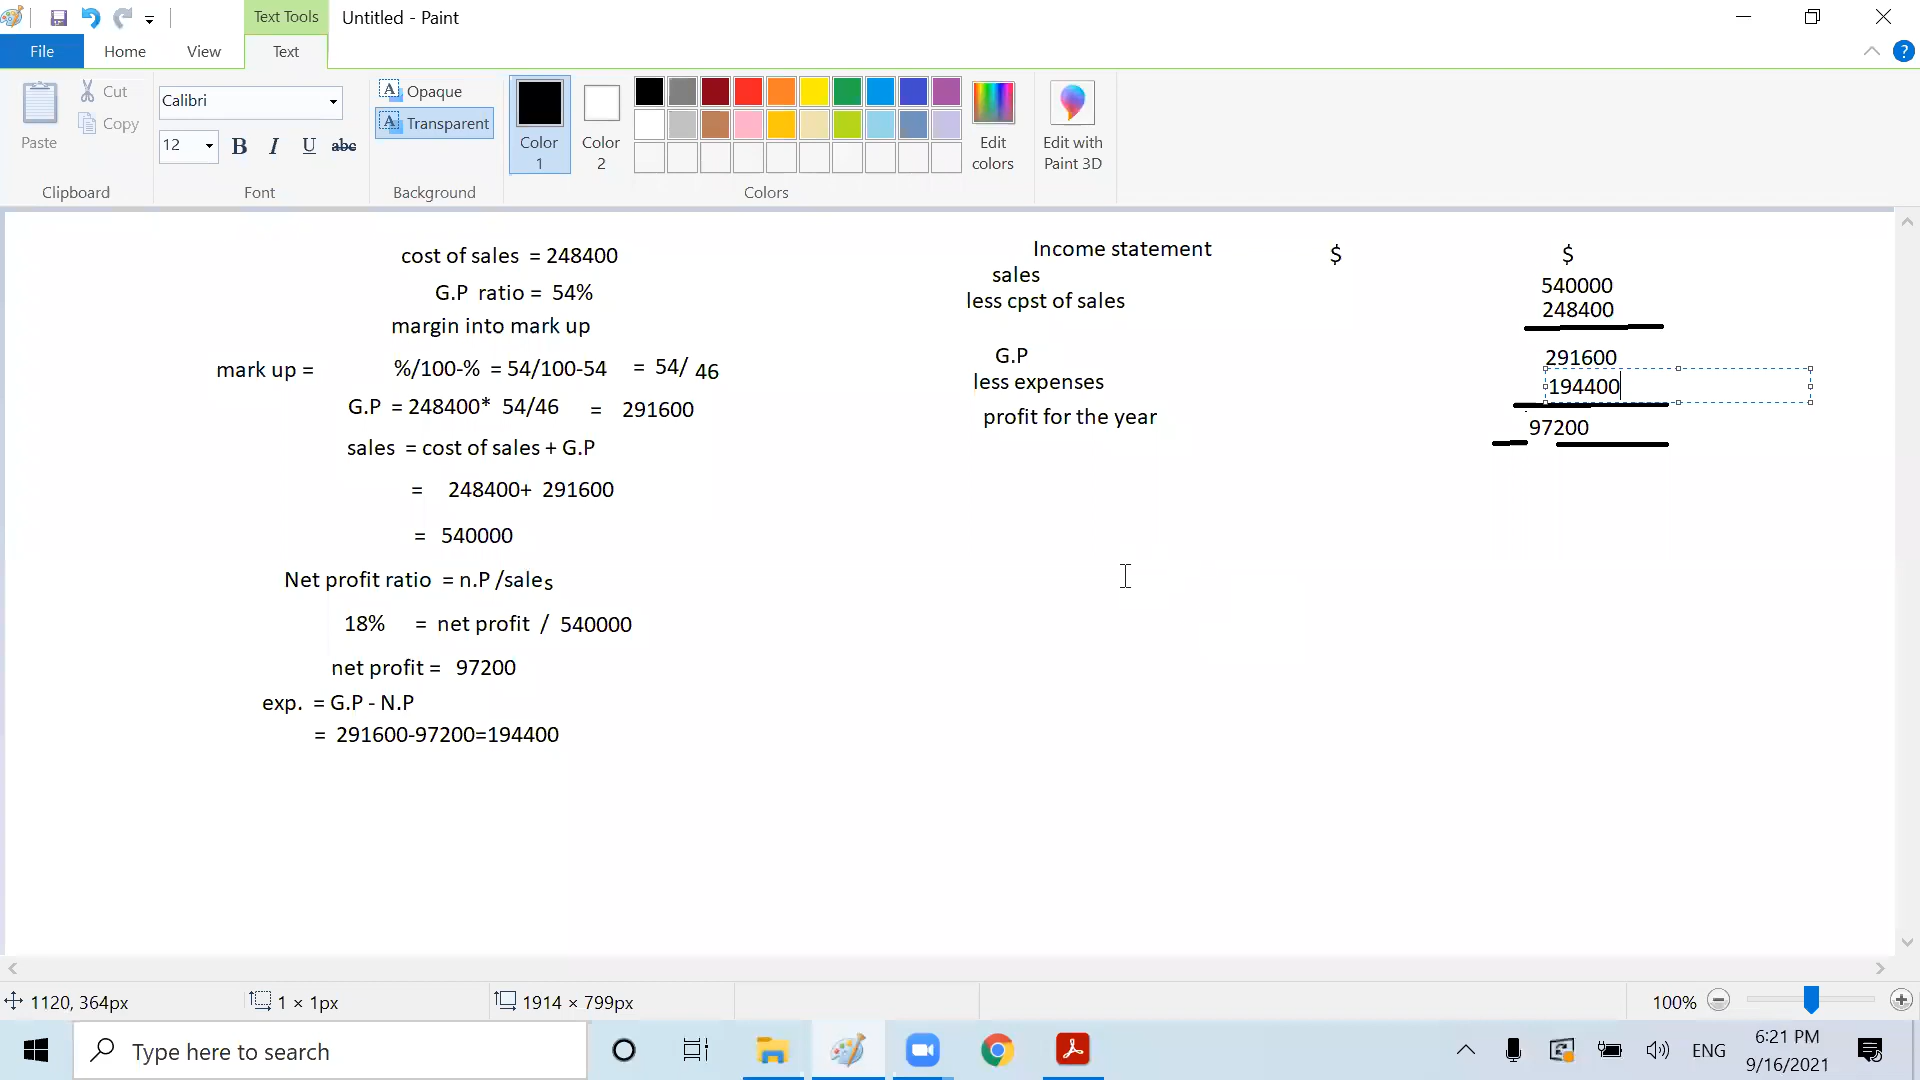 Text Tools
Untitled - Paint
File
Home
View
Text
?
Paste
Cut
Copy
Clipboard
Calibri
12
B I U abc
Font
A Opaque
A Transparent
Background
Color 1
Color 2
Edit colors
Colors
Edit with Paint 3D
cost of sales = 248400
G.P ratio = 54%
margin into mark up
mark up = %/100-% = 54/100-54 = 54/ 46
G.P = 248400* 54/46 = 291600
sales = cost of sales + G.P
= 248400+ 291600
= 540000
Net profit ratio = n.P /sales
18% = net profit / 540000
net profit = 97200
exp. = G.P - N.P
= 291600-97200=194400
Income statement $ $
sales 540000
less cpst of sales 248400
G.P 291600
less expenses 194400
profit for the year 97200
1120, 364px
1 × 1px
1914 × 799px
100%
Type here to search
ENG
6:21 PM
9/16/2021